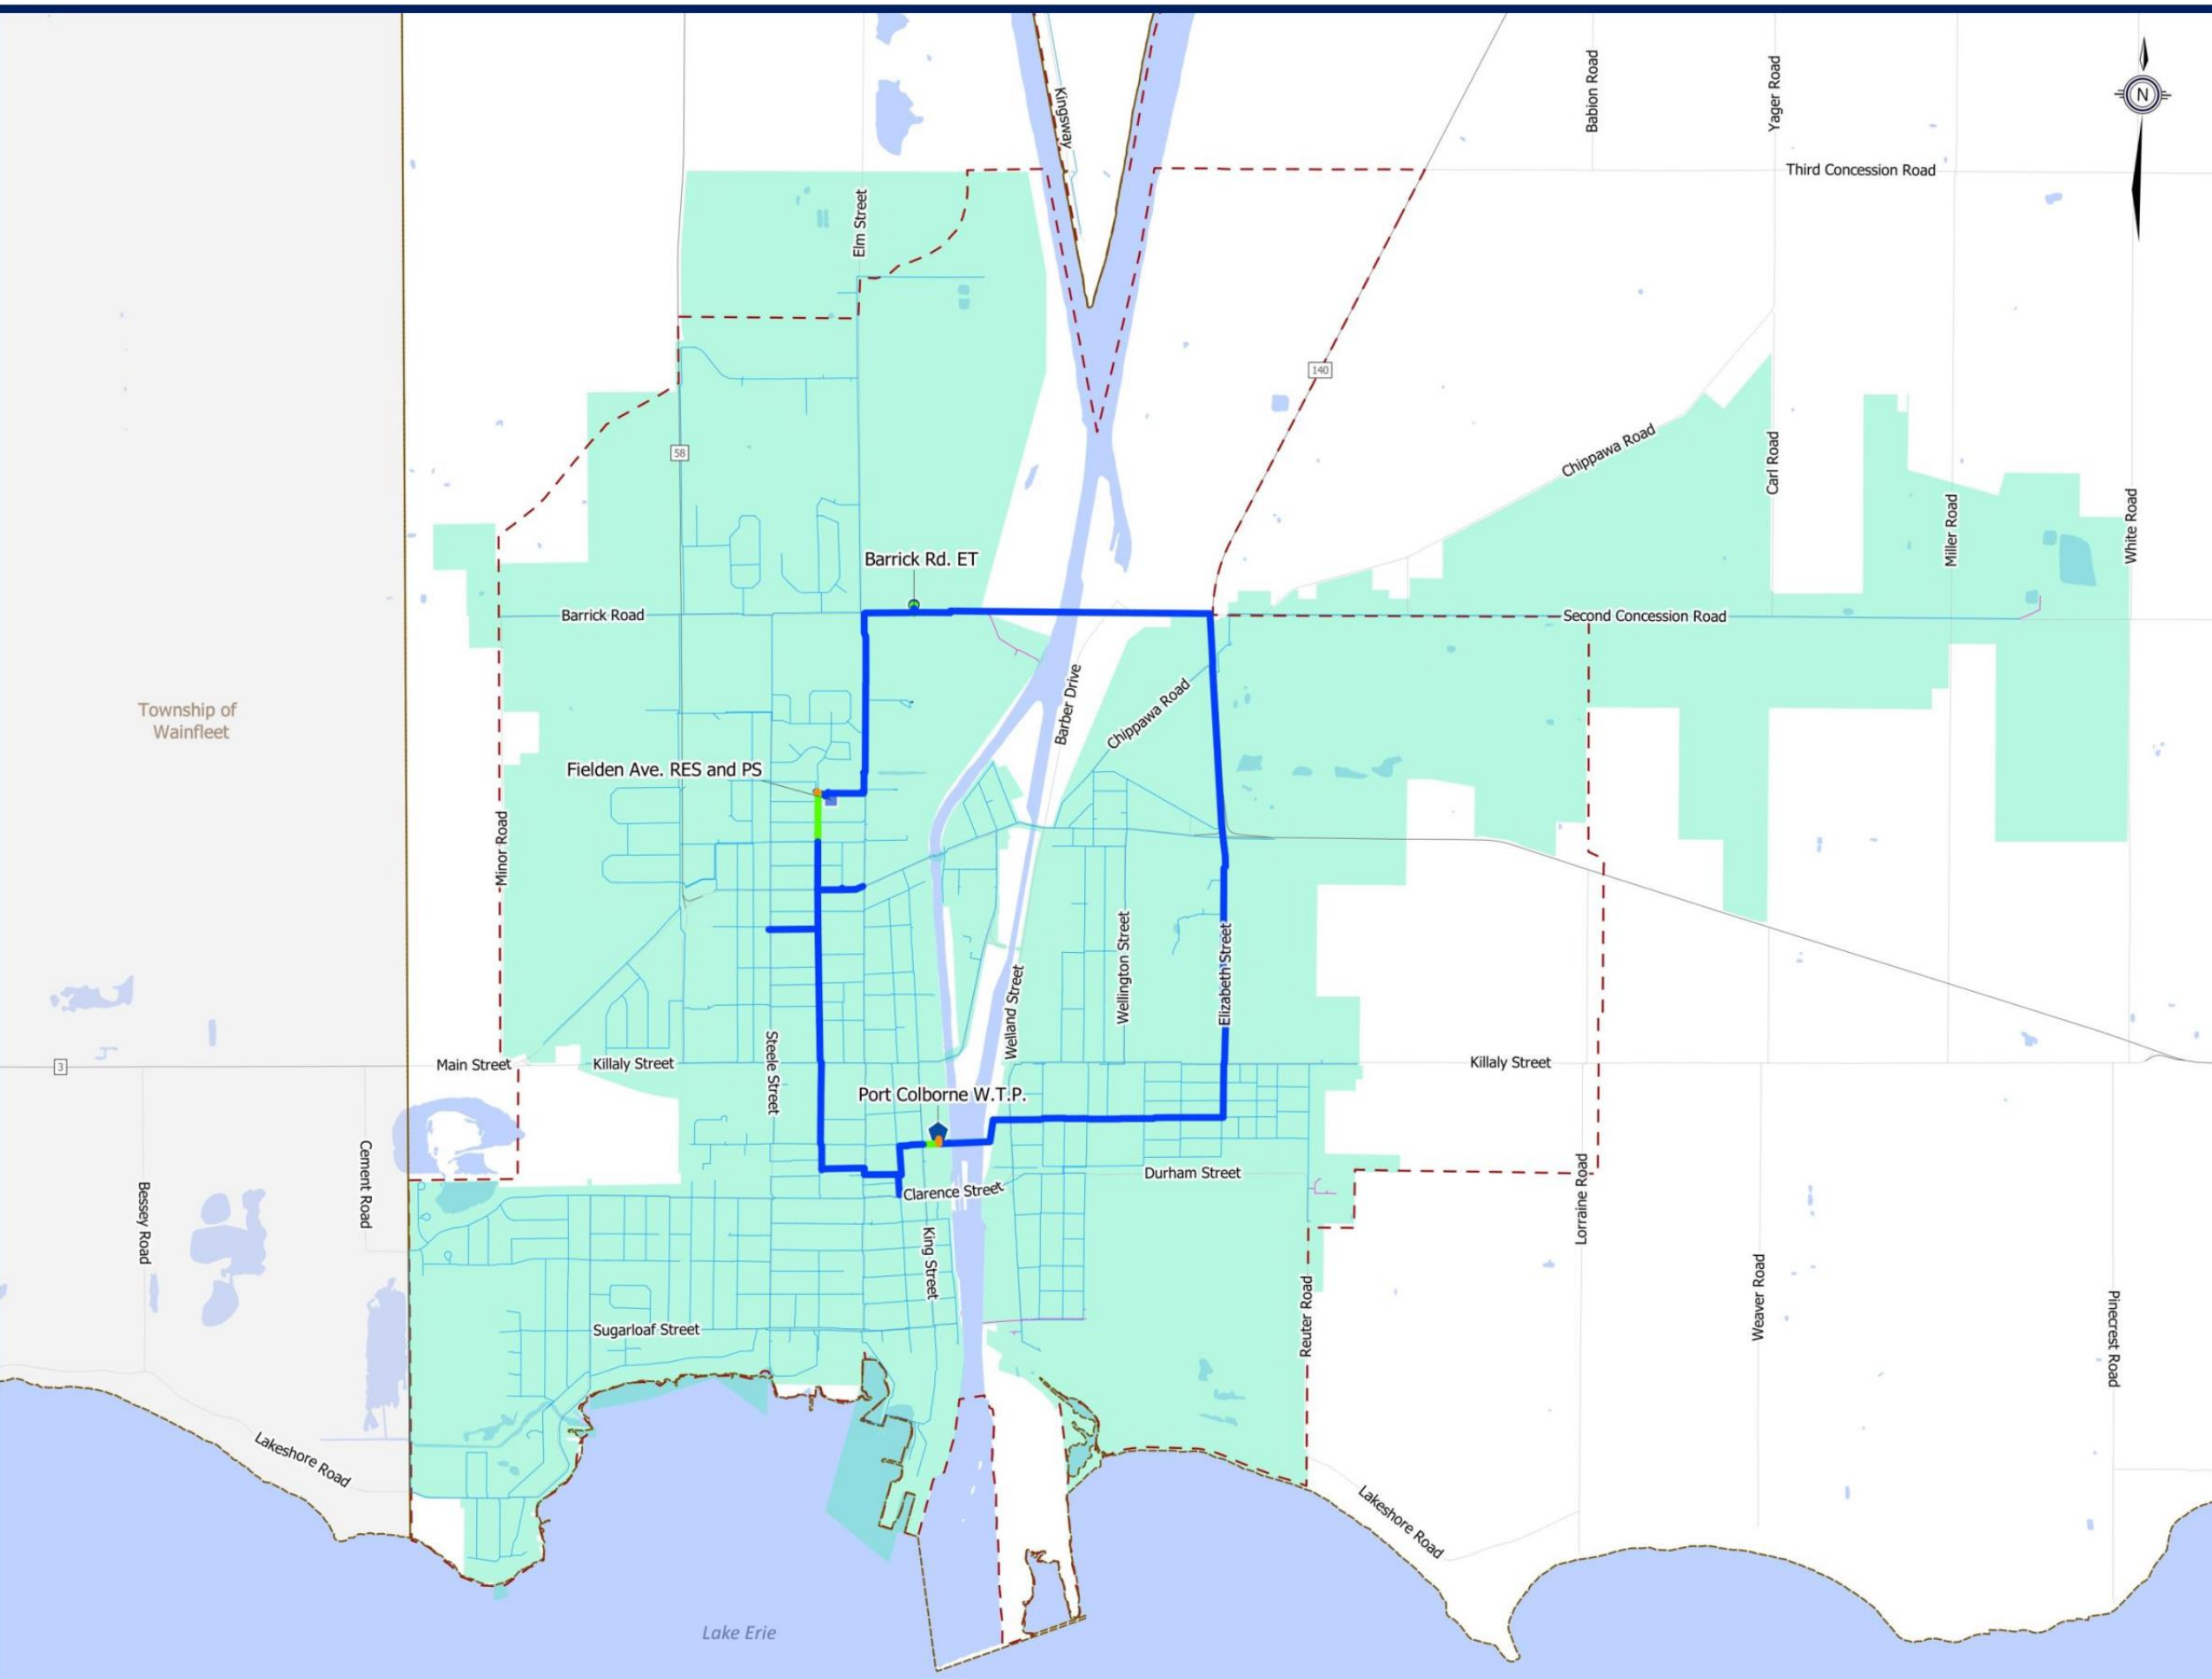 Kingsway
Babion Road
Yager Road
N
Third Concession Road
Elm Street
140
58
Chippawa Road
Carl Road
Miller Road
White Road
Barrick Rd. ET
Barrick Road
Second Concession Road
Township of
Wainfleet
Barber Drive
Chippawa Road
Fielden Ave. RES and PS
Minor Road
Wellington Street
Elizabeth Street
Welland Street
3
Main Street
Killaly Street
Steele Street
Killaly Street
Port Colborne W.T.P.
Cement Road
Bessey Road
Durham Street
Clarence Street
Lorraine Road
King Street
Reuter Road
Weaver Road
Pinecrest Road
Sugarloaf Street
Lakeshore Road
Lakeshore Road
Lake Erie